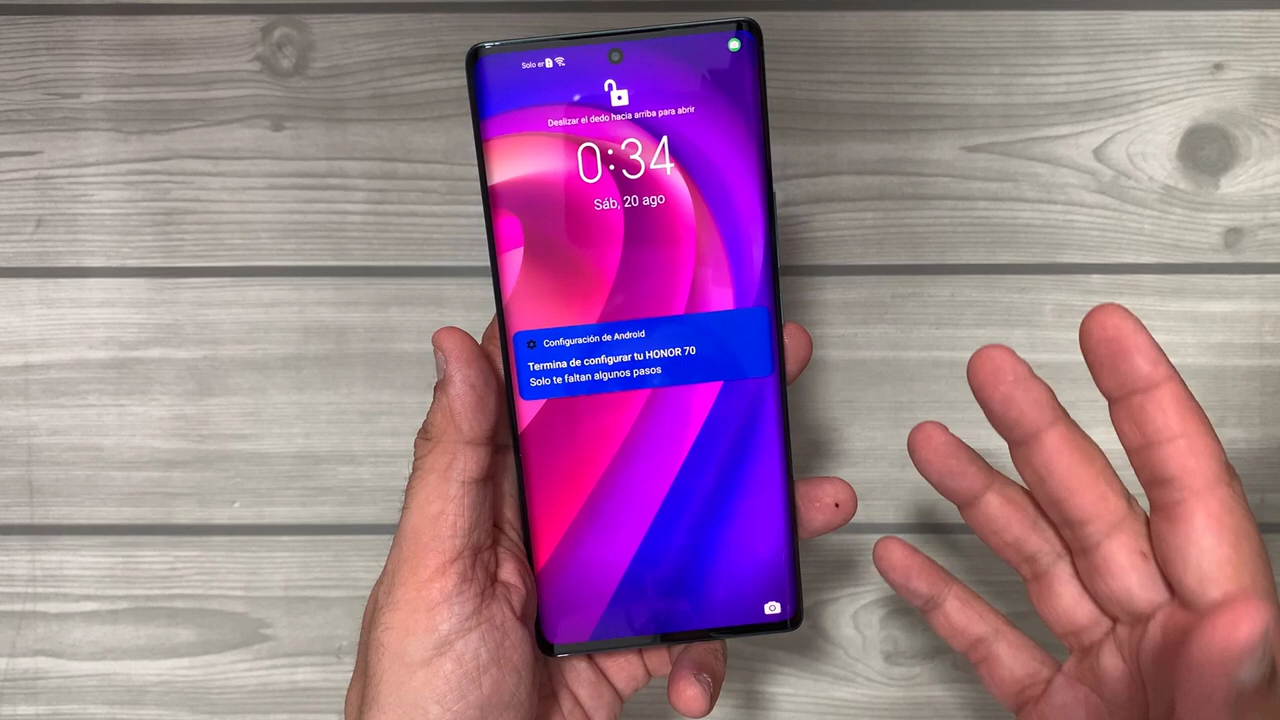 Solo er
Deslizar el dedo hacia arriba para abrir
0:34
Sáb, 20 ago
Configuración de Android
Termina de configurar tu HONOR 70
Solo te faltan algunos pasos